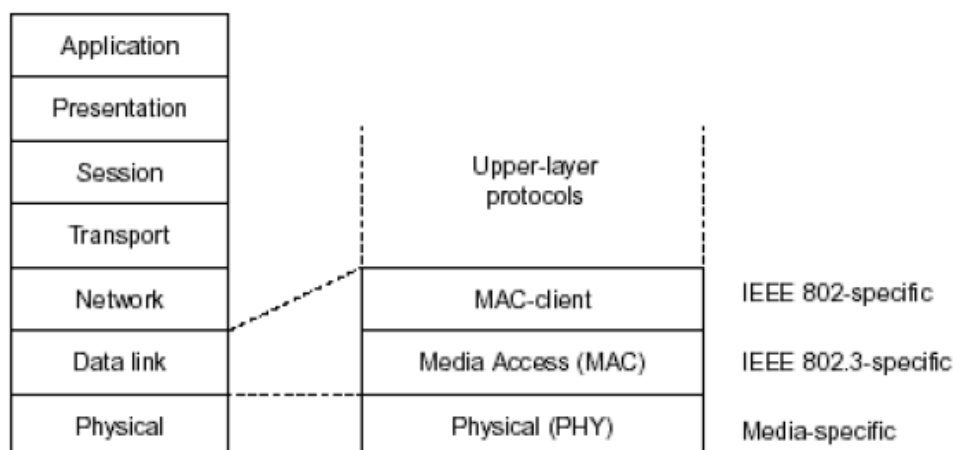 Application
Presentation
Session
Transport
Network
Data link
Physical
Upper-layer
protocols
MAC-client
Media Access (MAC)
Physical (PHY)
IEEE 802-specific
IEEE 802.3-specific
Media-specific